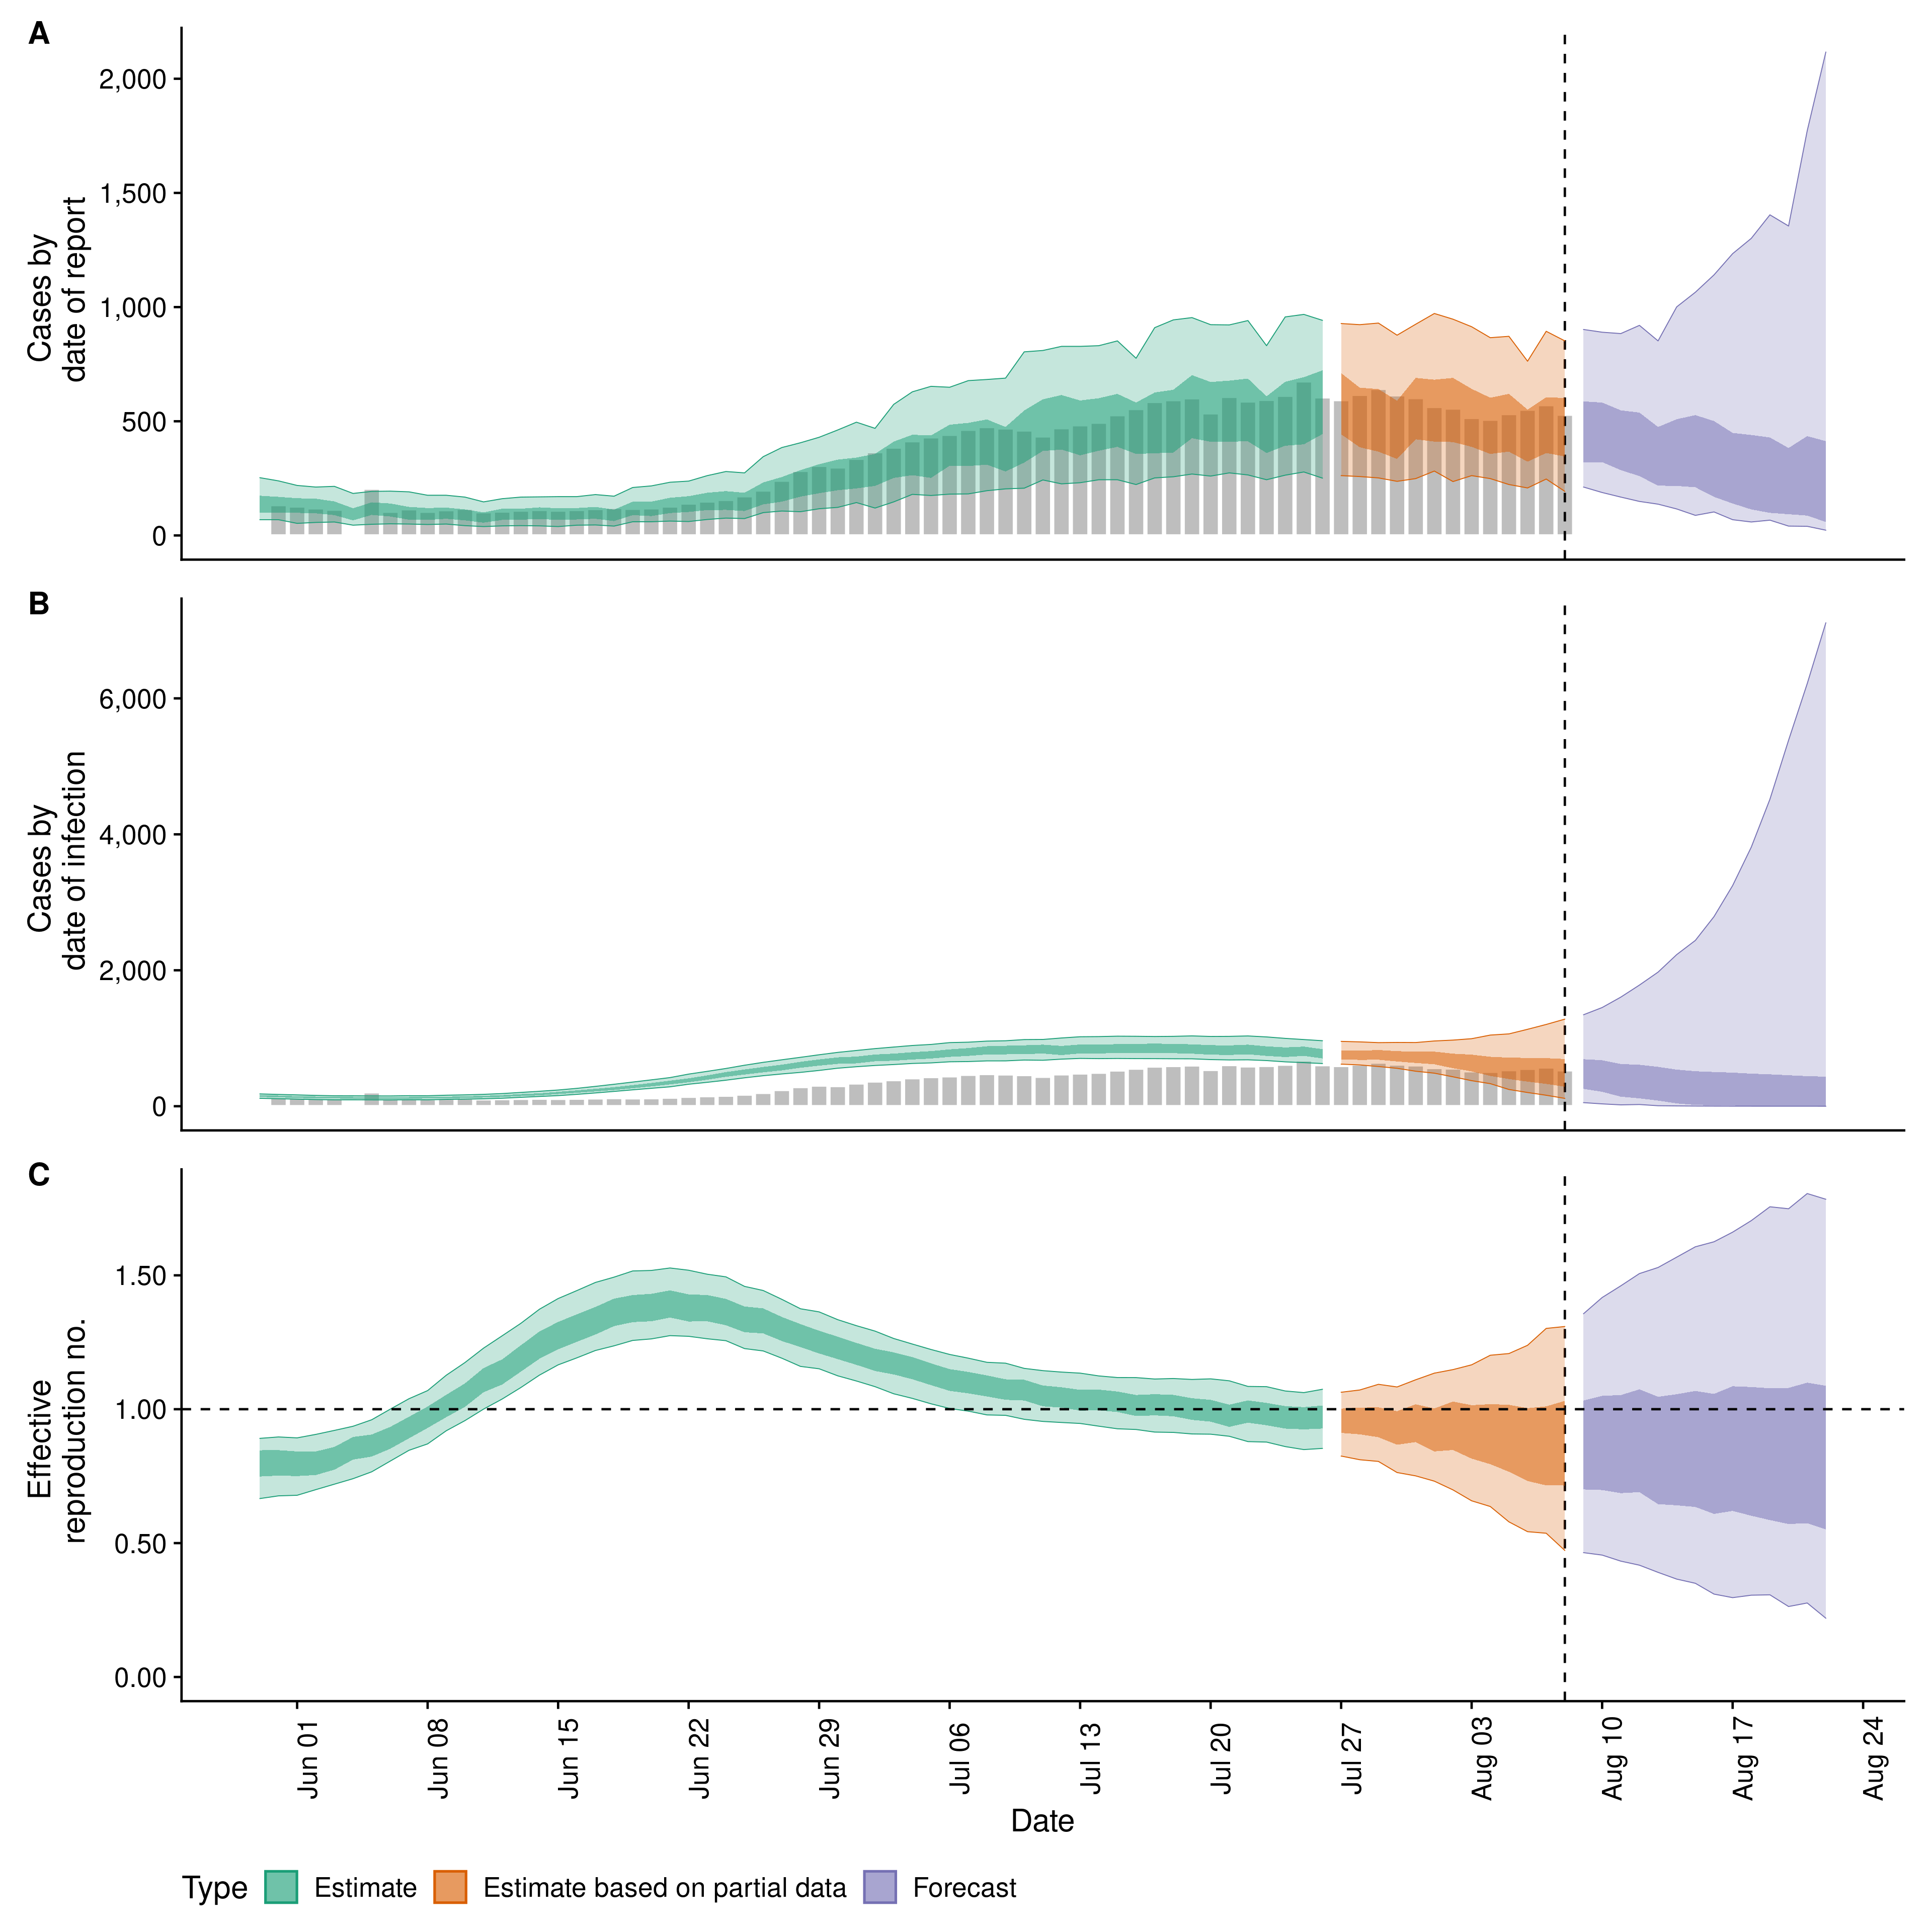 A
2,000
1,500
1,000
500
0
Cases by
date of report
B
6,000
4,000
2,000
0
Cases by
date of infection
C
1.50
1.00
0.50
0.00
Effective
reproduction no.
Jun 01
Jun 08
Jun 15
Jun 22
Jun 29
Jul 06
Jul 13
Jul 20
Jul 27
Aug 03
Aug 10
Aug 17
Aug 24
Date
Type Estimate Estimate based on partial data Forecast